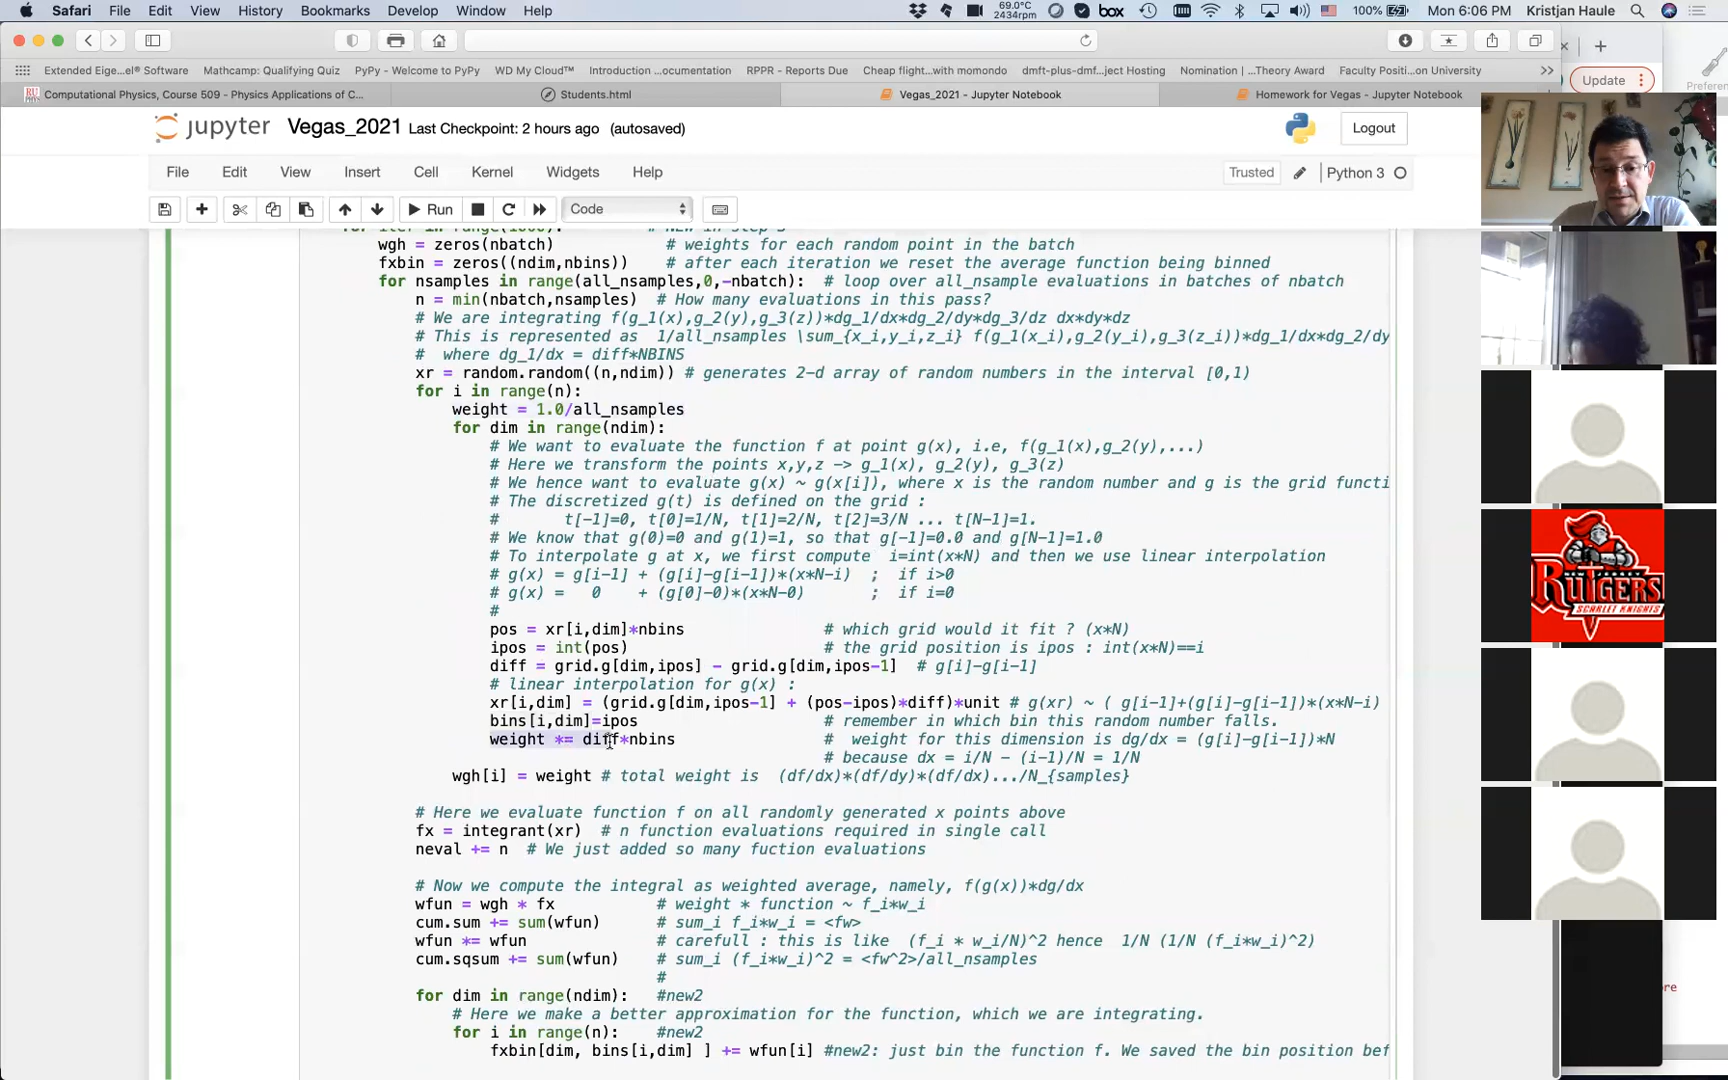 Safari File Edit View History Bookmarks Develop Window Help
69.0°C
2434rpm
box
100%
Mon 6:06 PM Kristjan Haule
Extended Eige...el® Software Mathcamp: Qualifying Quiz PyPy - Welcome to PyPy WD My Cloud™ Introduction ...ocumentation RPPR - Reports Due Cheap flight...with momondo dmft-plus-dmf...ject Hosting Nomination | ...Theory Award Faculty Positi...on University
Update
Preferen
Computational Physics, Course 509 - Physics Applications of C... Students.html Vegas_2021 - Jupyter Notebook Homework for Vegas - Jupyter Notebook
jupyter Vegas_2021 Last Checkpoint: 2 hours ago (autosaved)
Logout
File Edit View Insert Cell Kernel Widgets Help
Trusted Python 3
Run Code
wgh = zeros(nbatch) # weights for each random point in the batch
fxbin = zeros((ndim,nbins)) # after each iteration we reset the average function being binned
for nsamples in range(all_nsamples,0,-nbatch): # loop over all_nsample evaluations in batches of nbatch
n = min(nbatch,nsamples) # How many evaluations in this pass?
# We are integrating f(g_1(x),g_2(y),g_3(z))*dg_1/dx*dg_2/dy*dg_3/dz dx*dy*dz
# This is represented as 1/all_nsamples \sum_{x_i,y_i,z_i} f(g_1(x_i),g_2(y_i),g_3(z_i))*dg_1/dx*dg_2/dy
# where dg_1/dx = diff*NBINS
xr = random.random((n,ndim)) # generates 2-d array of random numbers in the interval [0,1)
for i in range(n):
weight = 1.0/all_nsamples
for dim in range(ndim):
# We want to evaluate the function f at point g(x), i.e, f(g_1(x),g_2(y),...)
# Here we transform the points x,y,z -> g_1(x), g_2(y), g_3(z)
# We hence want to evaluate g(x) ~ g(x[i]), where x is the random number and g is the grid functi
# The discretized g(t) is defined on the grid :
# t[-1]=0, t[0]=1/N, t[1]=2/N, t[2]=3/N ... t[N-1]=1.
# We know that g(0)=0 and g(1)=1, so that g[-1]=0.0 and g[N-1]=1.0
# To interpolate g at x, we first compute i=int(x*N) and then we use linear interpolation
# g(x) = g[i-1] + (g[i]-g[i-1])*(x*N-i) ; if i>0
# g(x) = 0 + (g[0]-0)*(x*N-0) ; if i=0
#
pos = xr[i,dim]*nbins # which grid would it fit ? (x*N)
ipos = int(pos) # the grid position is ipos : int(x*N)==i
diff = grid.g[dim,ipos] - grid.g[dim,ipos-1] # g[i]-g[i-1]
# linear interpolation for g(x) :
xr[i,dim] = (grid.g[dim,ipos-1] + (pos-ipos)*diff)*unit # g(xr) ~ ( g[i-1]+(g[i]-g[i-1])*(x*N-i)
bins[i,dim]=ipos # remember in which bin this random number falls.
weight *= diff*nbins # weight for this dimension is dg/dx = (g[i]-g[i-1])*N
# because dx = i/N - (i-1)/N = 1/N
wgh[i] = weight # total weight is (df/dx)*(df/dy)*(df/dx).../N_{samples}
# Here we evaluate function f on all randomly generated x points above
fx = integrant(xr) # n function evaluations required in single call
neval += n # We just added so many fuction evaluations
# Now we compute the integral as weighted average, namely, f(g(x))*dg/dx
wfun = wgh * fx # weight * function ~ f_i*w_i
cum.sum += sum(wfun) # sum_i f_i*w_i = <fw>
wfun *= wfun # carefull : this is like (f_i * w_i/N)^2 hence 1/N (1/N (f_i*w_i)^2)
cum.sqsum += sum(wfun) # sum_i (f_i*w_i)^2 = <fw^2>/all_nsamples
#
for dim in range(ndim): #new2
# Here we make a better approximation for the function, which we are integrating.
for i in range(n): #new2
fxbin[dim, bins[i,dim] ] += wfun[i] #new2: just bin the function f. We saved the bin position bef
RUTGERS
SCARLET KNIGHTS
ore